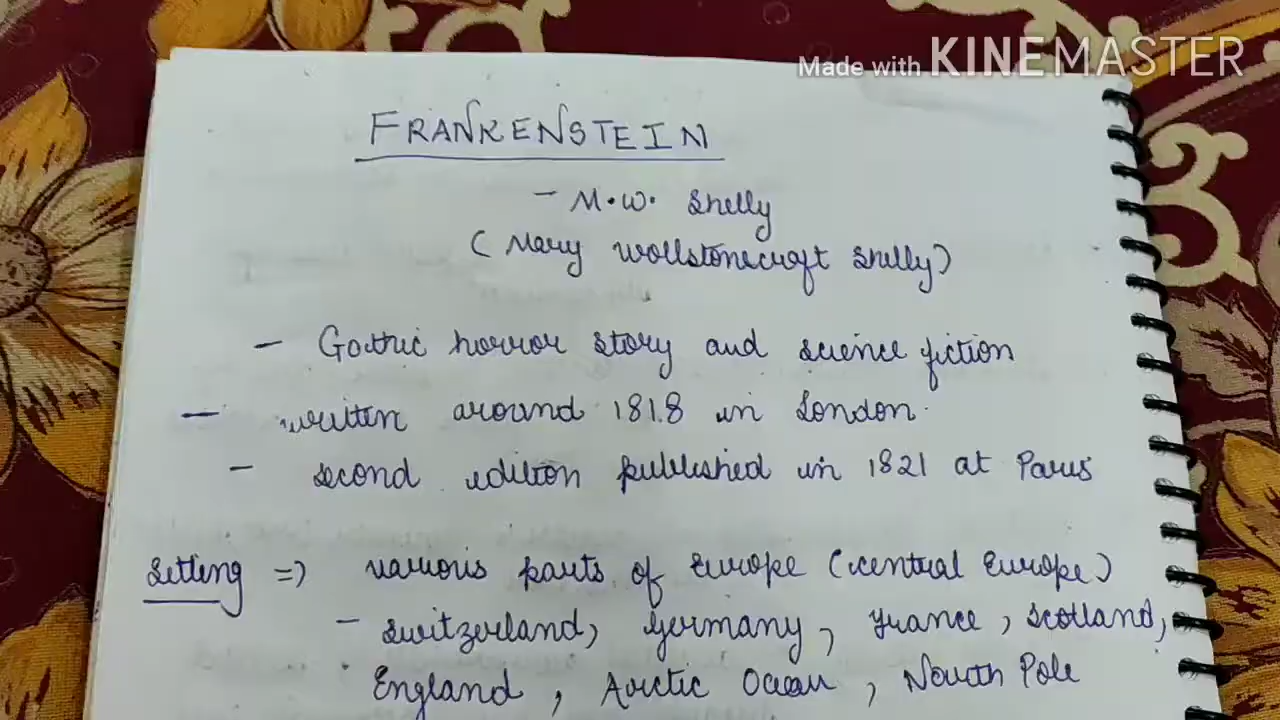 Made with KINEMASTER
FRANKENSTEIN
- M.W. Shelly
(Mary Wollstonecraft Shelly)
- Gothic horror story and science fiction
- written around 1818 in London.
- second edition published in 1821 at Paris
Setting => various parts of Europe (central Europe)
- Switzerland, Germany, France, Scotland,
England, Arctic Ocean, North Pole